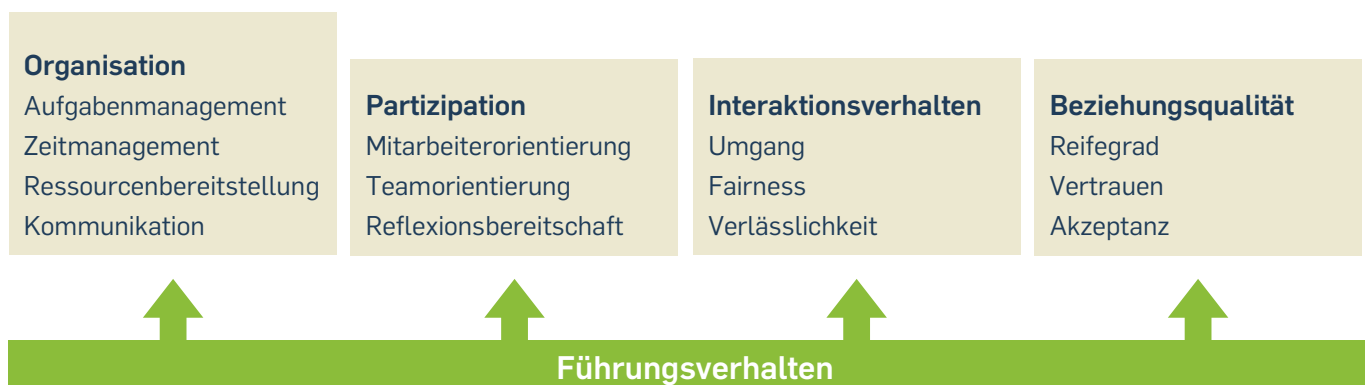 Organisation
Aufgabenmanagement
Zeitmanagement
Ressourcenbereitstellung
Kommunikation
Partizipation
Mitarbeiterorientierung
Teamorientierung
Reflexionsbereitschaft
Interaktionsverhalten
Umgang
Fairness
Verlässlichkeit
Beziehungsqualität
Reifegrad
Vertrauen
Akzeptanz
Führungsverhalten